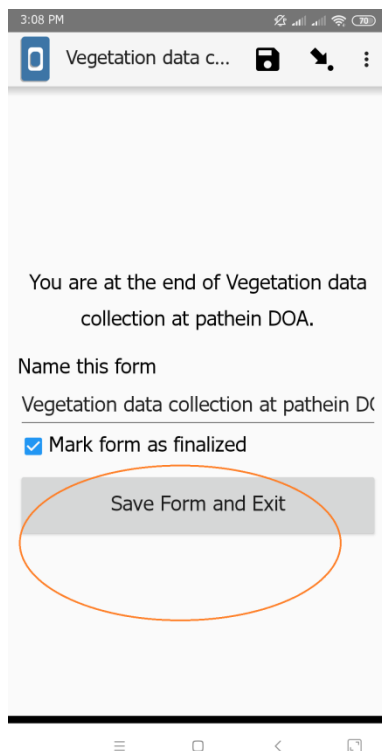 3:08 PM
70
Vegetation data c...
You are at the end of Vegetation data
collection at pathein DOA.
Name this form
Vegetation data collection at pathein D
Mark form as finalized
Save Form and Exit